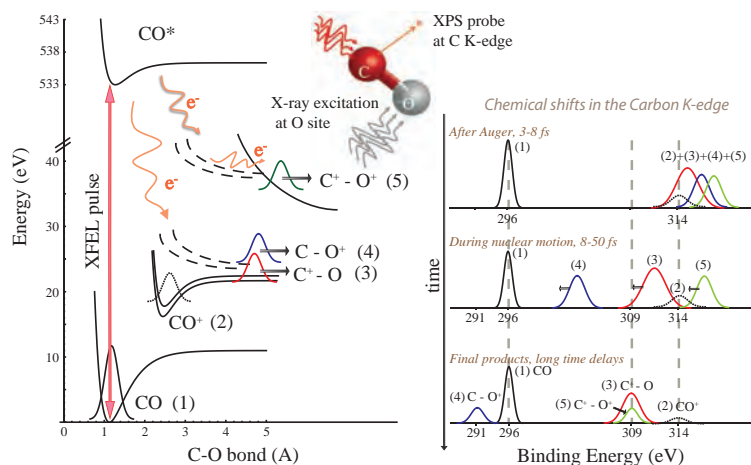 543
538
533
40
30
20
10
Energy (eV)
XFEL pulse
CO*
e-
e-
e-
C⁺ - O⁺ (5)
C - O⁺ (4)
C⁺ - O (3)
CO⁺ (2)
CO (1)
0
1
2
3
4
5
C-O bond (A)
XPS probe
at C K-edge
e-
C
O
X-ray excitation
at O site
Chemical shifts in the Carbon K-edge
After Auger, 3-8 fs
(1)
(2)+(3)+(4)+(5)
296
314
During nuclear motion, 8-50 fs
(1)
(4)
(3)
(2)
(5)
291
296
309
314
Final products, long time delays
(1) CO
(4) C - O⁺
(3) C⁺ - O
(5) C⁺ - O⁺
(2) CO⁺
291
296
309
314
time
Binding Energy (eV)